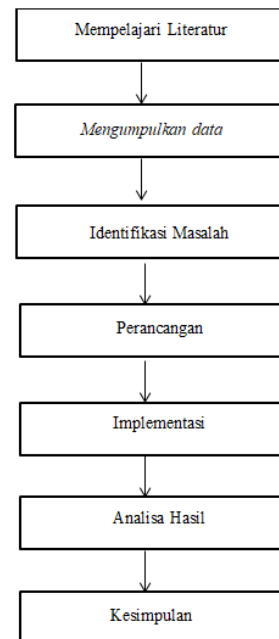 Mempelajari Literatur
Mengumpulkan data
Identifikasi Masalah
Perancangan
Implementasi
Analisa Hasil
Kesimpulan